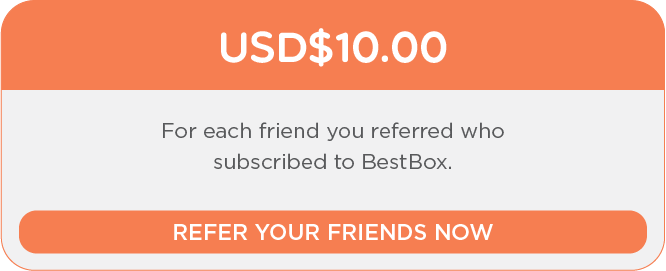 USD$10.00
For each friend you referred who
subscribed to BestBox.
REFER YOUR FRIENDS NOW